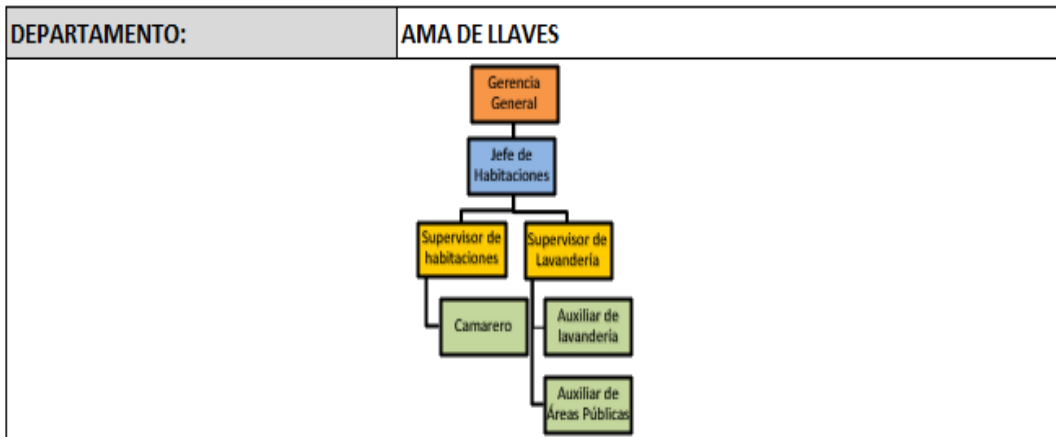 DEPARTAMENTO: AMA DE LLAVES
Gerencia
General
Jefe de
Habitaciones
Supervisor de
habitaciones
Supervisor de
Lavandería
Camarero
Auxiliar de
lavandería
Auxiliar de
Áreas Públicas